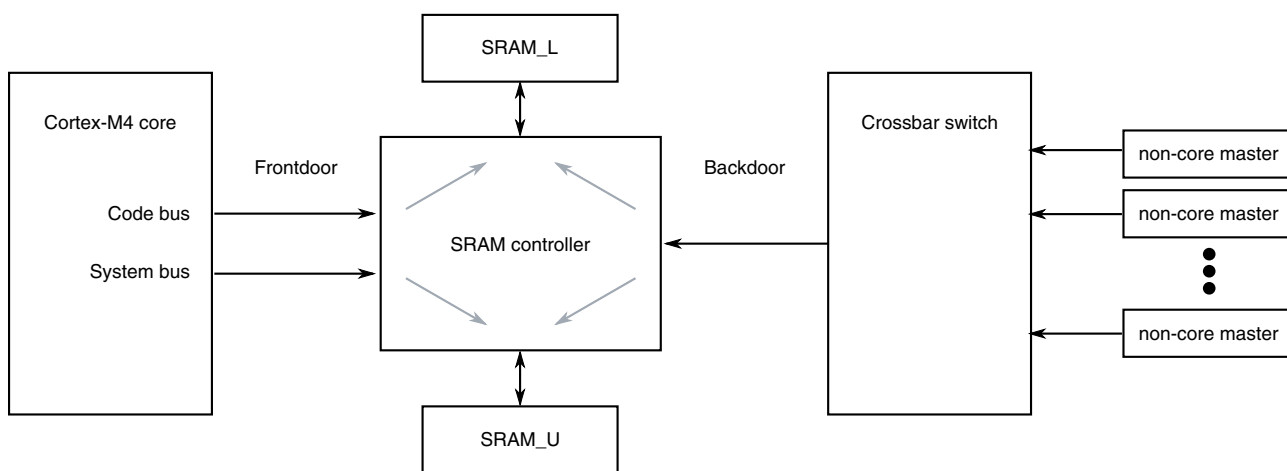 SRAM_L
Cortex-M4 core
Crossbar switch
Frontdoor
Backdoor
non-core master
Code bus
non-core master
SRAM controller
System bus
non-core master
SRAM_U